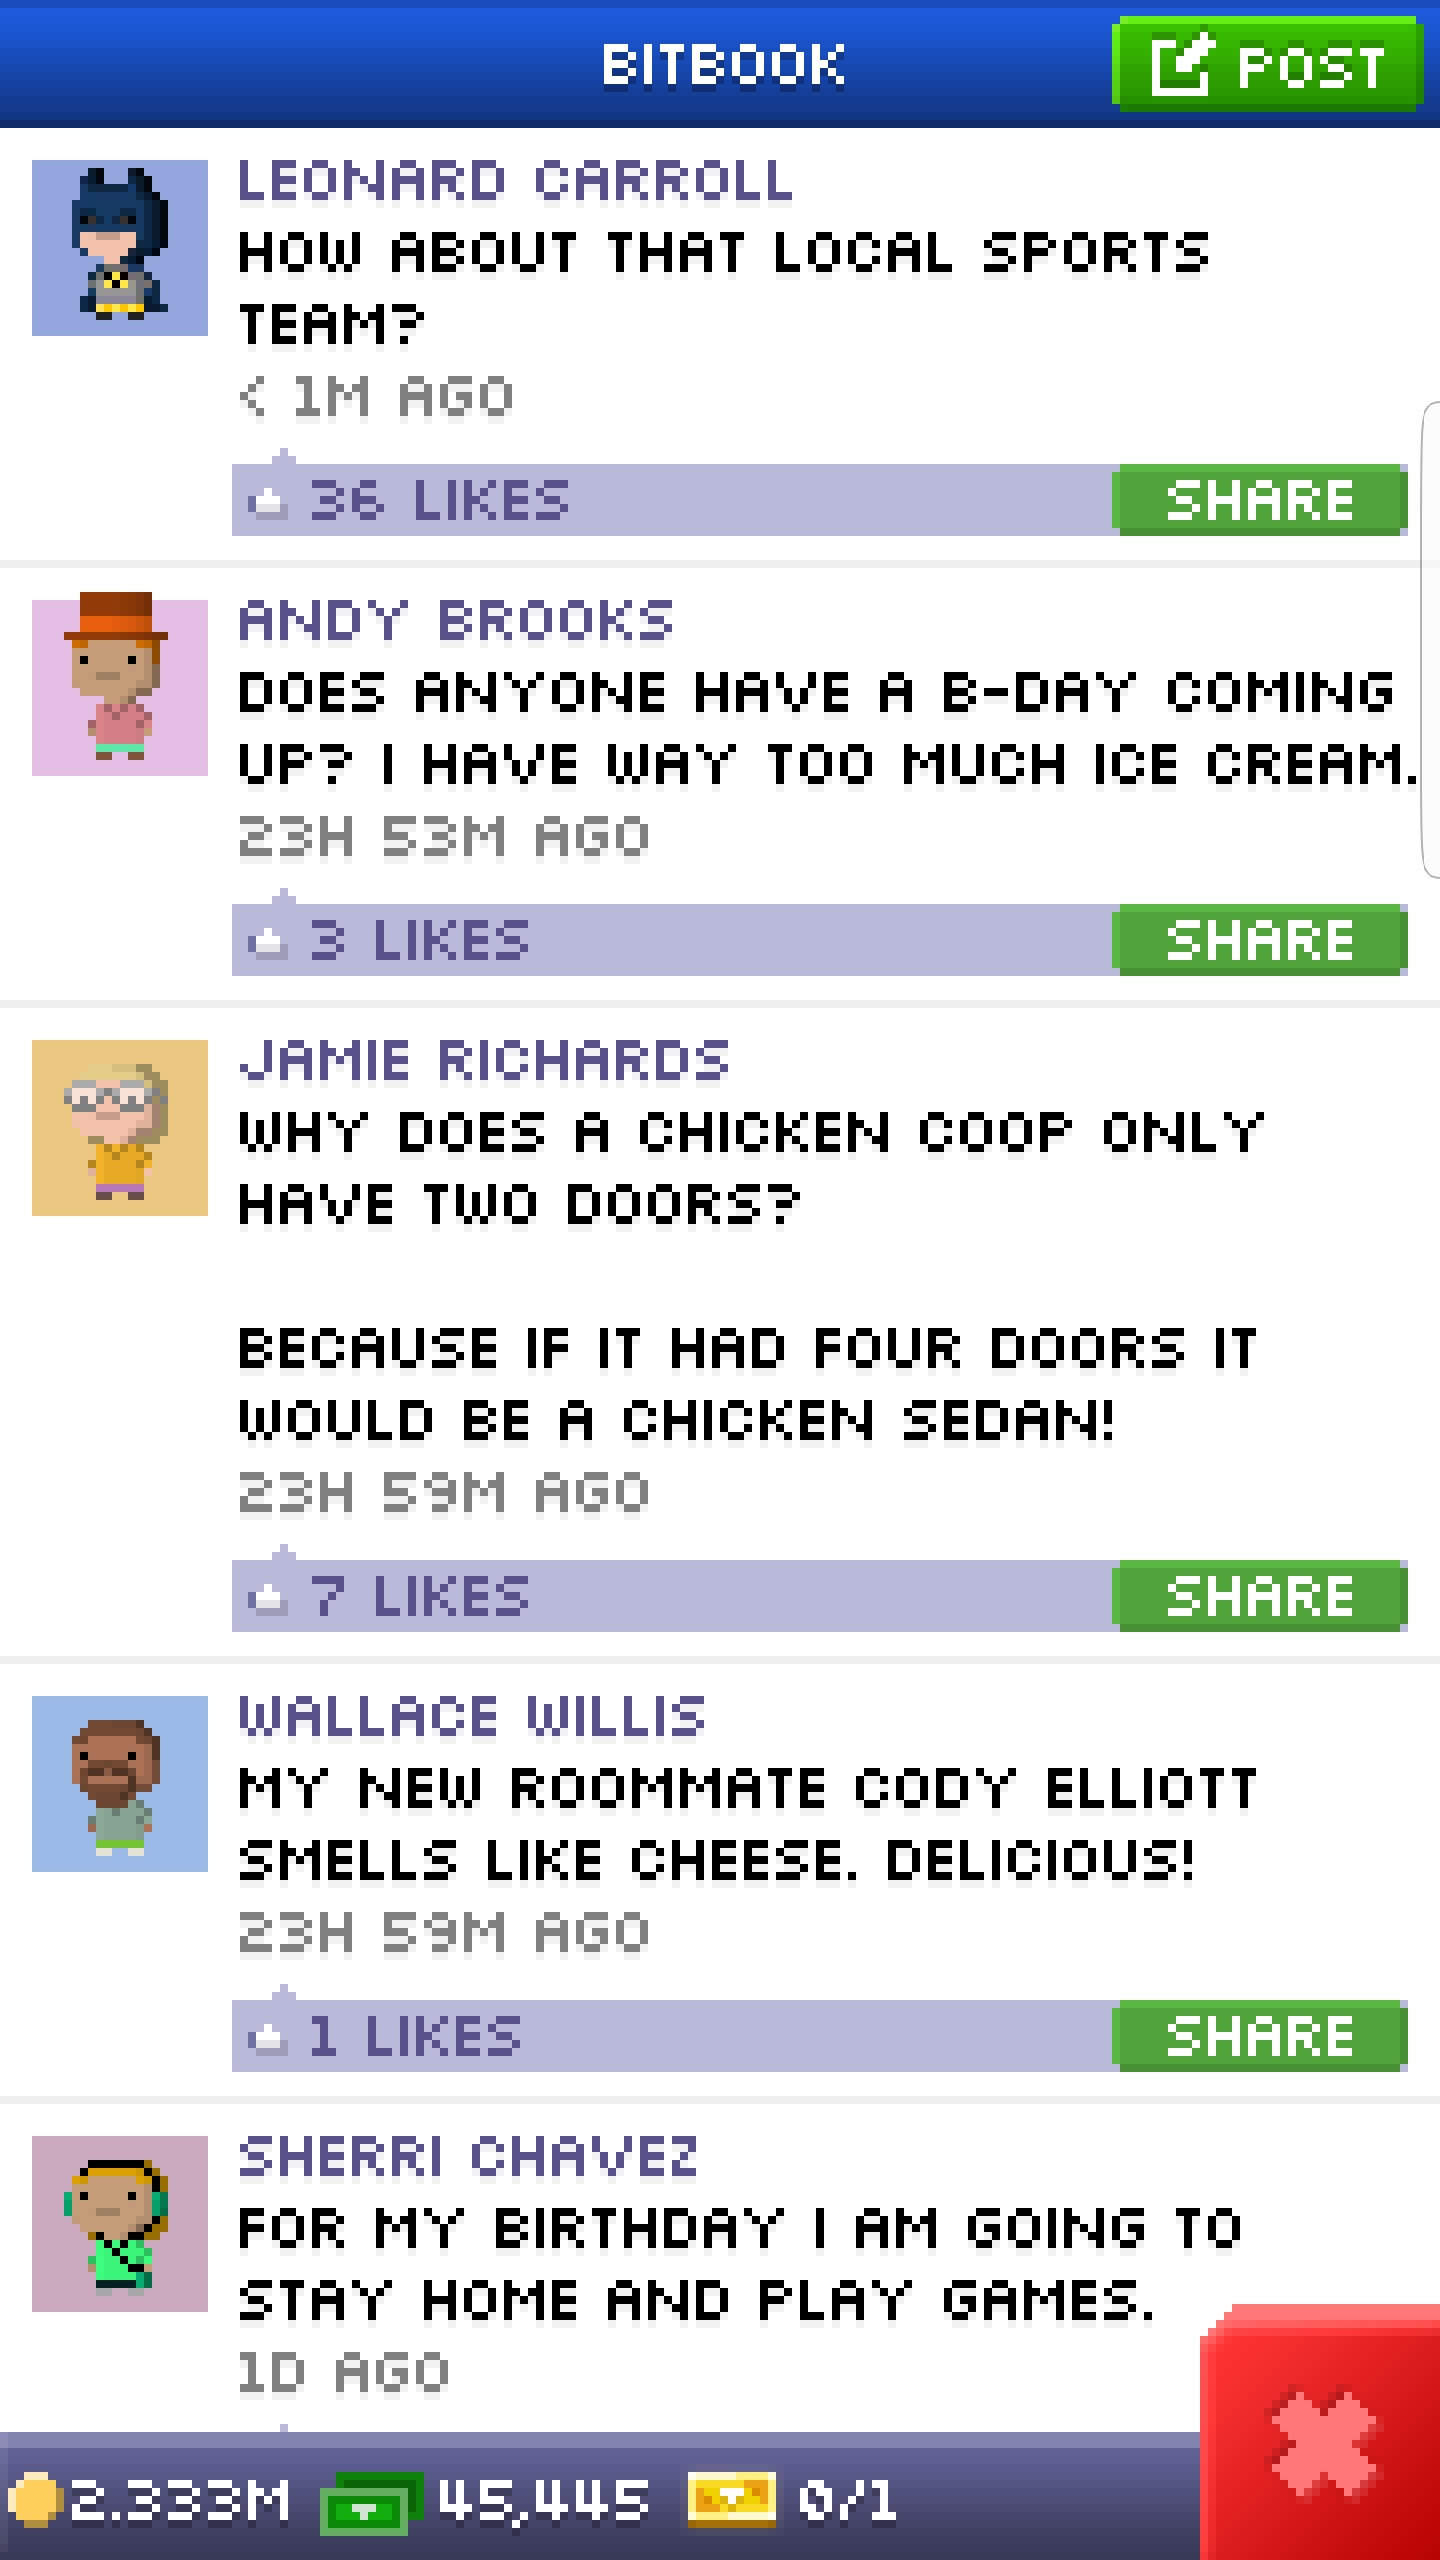 BITBOOK
POST
LEONARD CARROLL
HOW ABOUT THAT LOCAL SPORTS
TEAM?
< 1M AGO
36 LIKES
SHARE
ANDY BROOKS
DOES ANYONE HAVE A B-DAY COMING
UP? I HAVE WAY TOO MUCH ICE CREAM.
23H 53M AGO
3 LIKES
SHARE
JAMIE RICHARDS
WHY DOES A CHICKEN COOP ONLY
HAVE TWO DOORS?
BECAUSE IF IT HAD FOUR DOORS IT
WOULD BE A CHICKEN SEDAN!
23H 59M AGO
7 LIKES
SHARE
WALLACE WILLIS
MY NEW ROOMMATE CODY ELLIOTT
SMELLS LIKE CHEESE. DELICIOUS!
23H 59M AGO
1 LIKES
SHARE
SHERRI CHAVEZ
FOR MY BIRTHDAY I AM GOING TO
STAY HOME AND PLAY GAMES.
1D AGO
2.333M 45,445 0/1